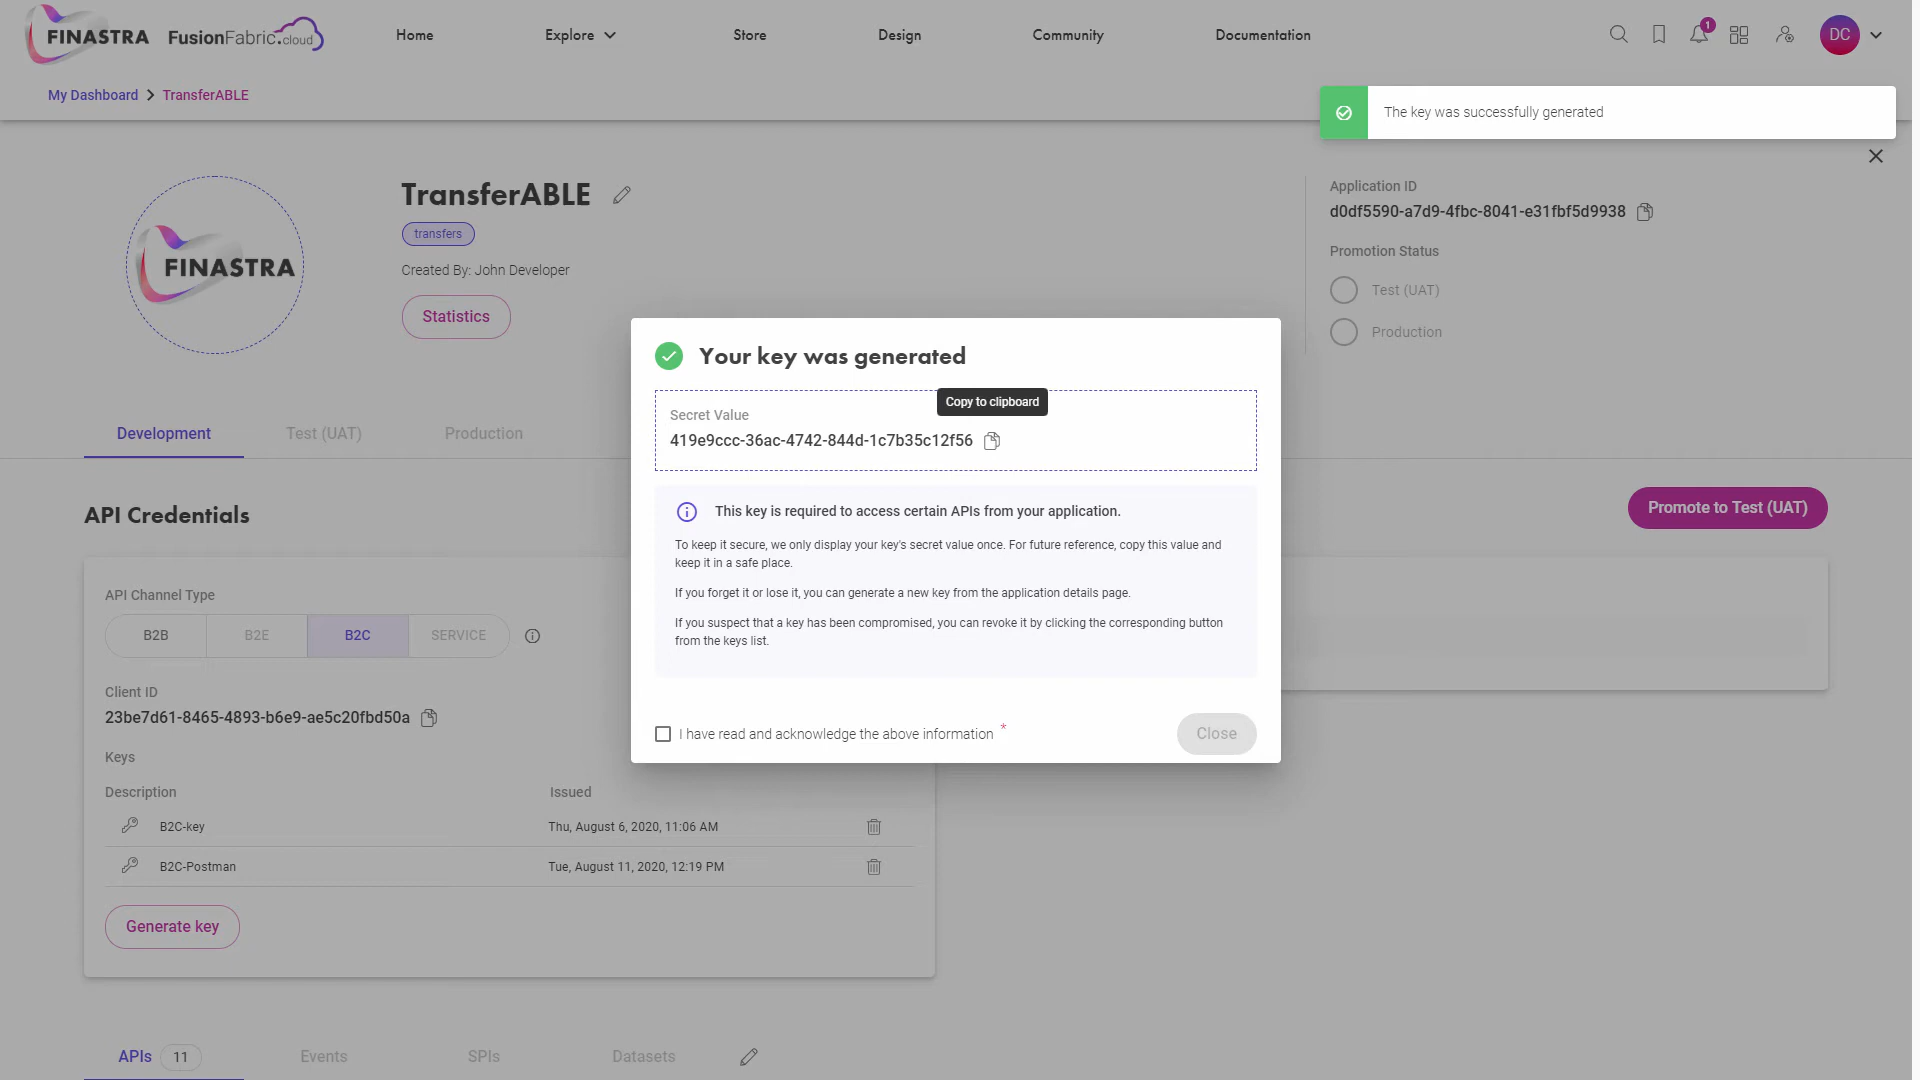 FINASTRA FusionFabric.cloud Home Explore Store Design Community Documentation 1 DC
My Dashboard TransferABLE
The key was successfully generated
TransferABLE
transfers
Created By: John Developer
Statistics
FINASTRA
Application ID
d0df5590-a7d9-4fbc-8041-e31fbf5d9938
Promotion Status
Test (UAT)
Production
Development Test (UAT) Production
Your key was generated
Copy to clipboard
Secret Value
419e9ccc-36ac-4742-844d-1c7b35c12f56
This key is required to access certain APIs from your application.
To keep it secure, we only display your key's secret value once. For future reference, copy this value and
keep it in a safe place.
If you forget it or lose it, you can generate a new key from the application details page.
If you suspect that a key has been compromised, you can revoke it by clicking the corresponding button
from the keys list.
I have read and acknowledge the above information *
Close
API Credentials
Promote to Test (UAT)
API Channel Type
B2B B2E B2C SERVICE
Client ID
23be7d61-8465-4893-b6e9-ae5c20fbd50a
Keys
Description Issued
B2C-key Thu, August 6, 2020, 11:06 AM
B2C-Postman Tue, August 11, 2020, 12:19 PM
Generate key
APIs 11 Events SPIs Datasets